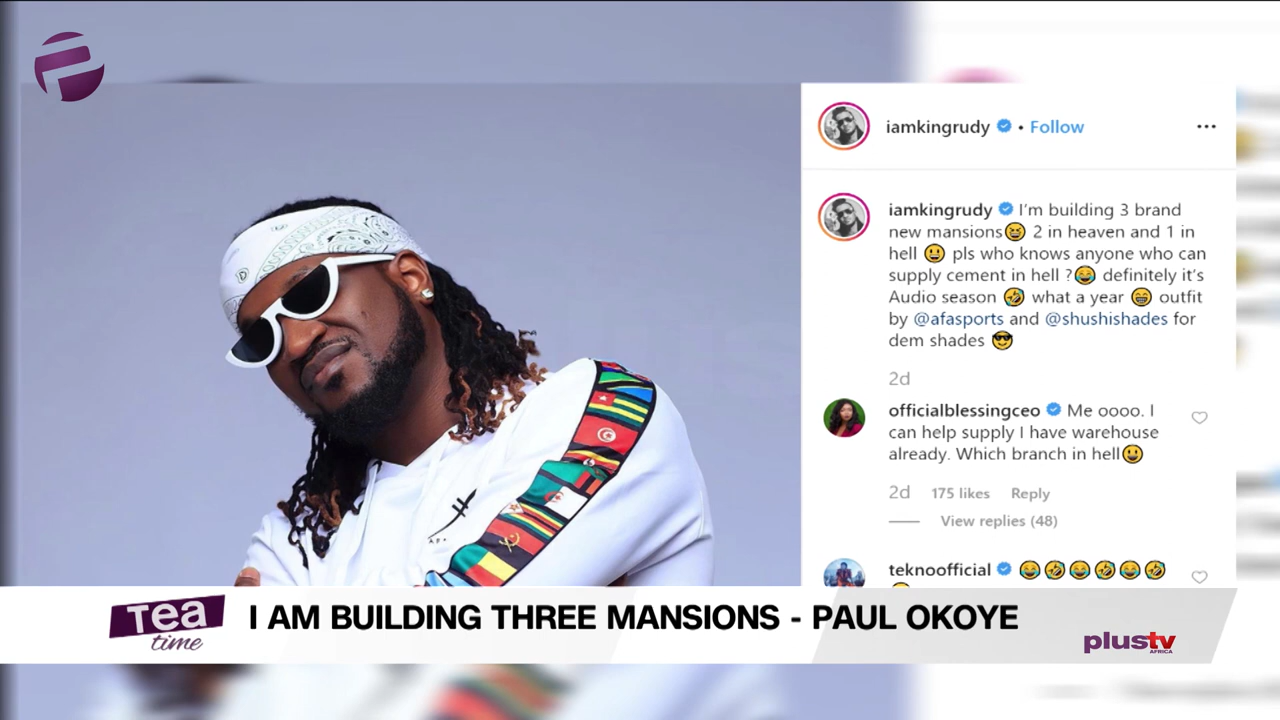 iamkingrudy • Follow
iamkingrudy I'm building 3 brand
new mansions😆 2 in heaven and 1 in
hell 😃 pls who knows anyone who can
supply cement in hell ?😂 definitely it's
Audio season 🤣 what a year 😁 outfit
by @afasports and @shushishades for
dem shades 😎
2d
officialblessingceo Me oooo. I
can help supply I have warehouse
already. Which branch in hell😃
2d 175 likes Reply
View replies (48)
teknoofficial 😂🤣😂🤣😂🤣
Tea
time
I AM BUILDING THREE MANSIONS - PAUL OKOYE
plustv
AFRICA